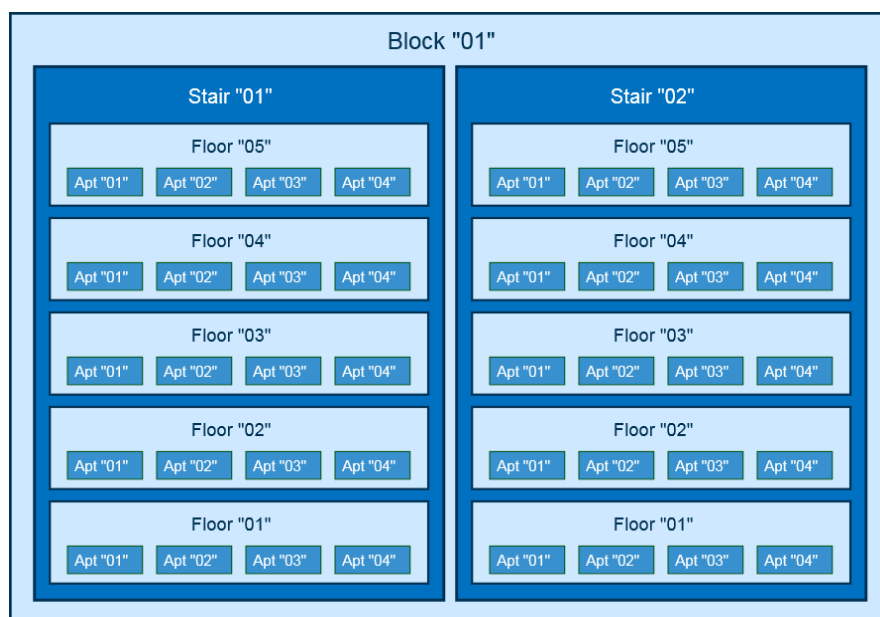 Block "01"
Stair "01"
Floor "05"
Apt "01" Apt "02" Apt "03" Apt "04"
Floor "04"
Apt "01" Apt "02" Apt "03" Apt "04"
Floor "03"
Apt "01" Apt "02" Apt "03" Apt "04"
Floor "02"
Apt "01" Apt "02" Apt "03" Apt "04"
Floor "01"
Apt "01" Apt "02" Apt "03" Apt "04"
Stair "02"
Floor "05"
Apt "01" Apt "02" Apt "03" Apt "04"
Floor "04"
Apt "01" Apt "02" Apt "03" Apt "04"
Floor "03"
Apt "01" Apt "02" Apt "03" Apt "04"
Floor "02"
Apt "01" Apt "02" Apt "03" Apt "04"
Floor "01"
Apt "01" Apt "02" Apt "03" Apt "04"